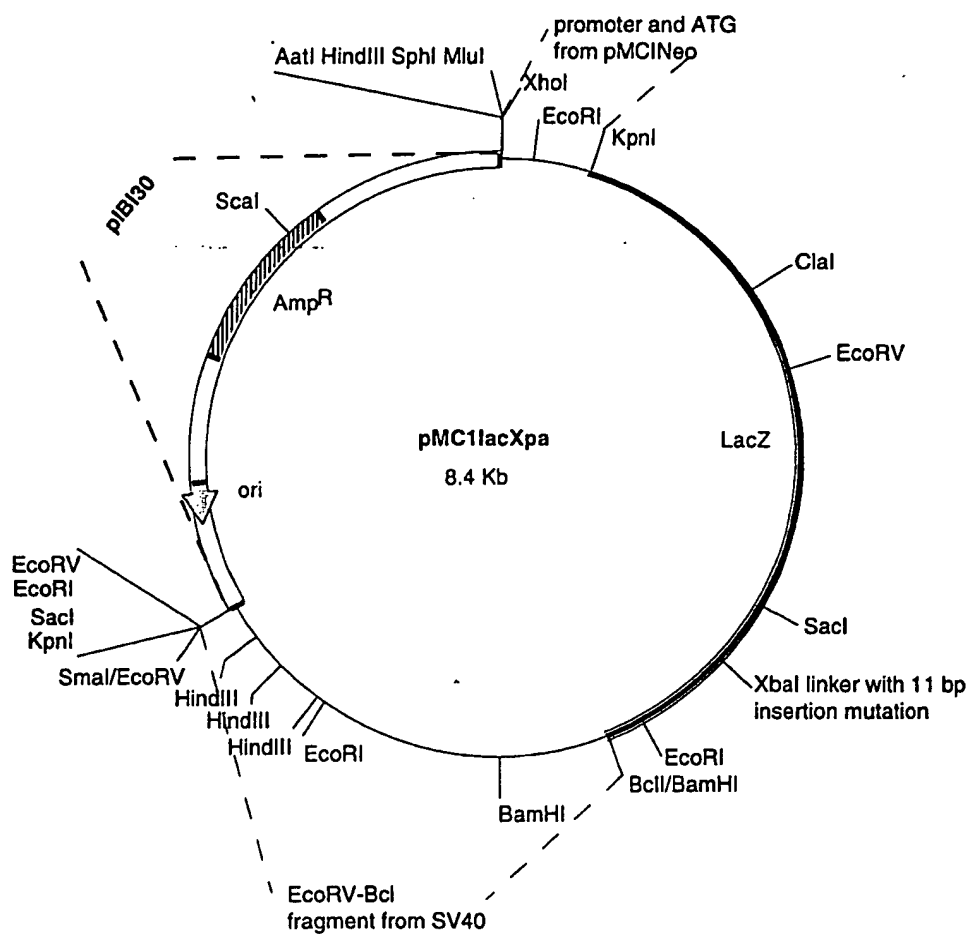 promoter and ATG
from pMCINeo
AatI HindIII SphI MluI
XhoI
EcoRI
KpnI
pIBI30
ScaI
AmpR
ClaI
EcoRV
pMC1lacXpa
8.4 Kb
LacZ
ori
EcoRV
EcoRI
SacI
KpnI
SmaI/EcoRV
HindIII
HindIII
HindIII
EcoRI
SacI
XbaI linker with 11 bp
insertion mutation
EcoRI
BclI/BamHI
BamHI
EcoRV-Bcl
fragment from SV40